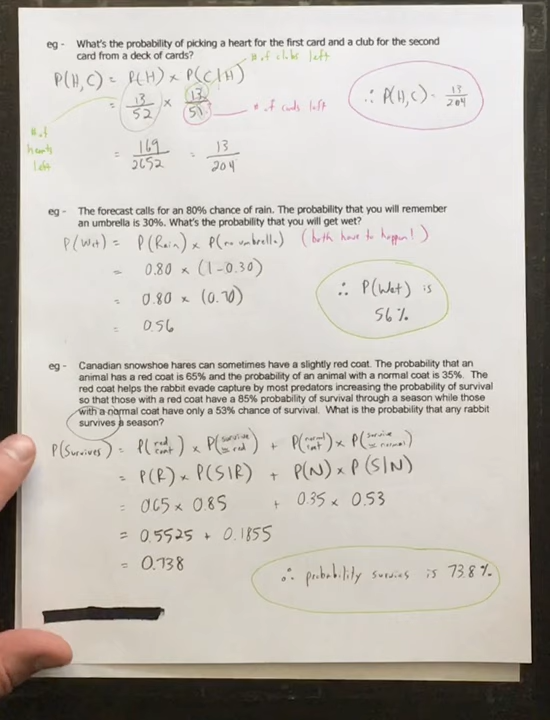 eg - What's the probability of picking a heart for the first card and a club for the second
card from a deck of cards?
# of clubs left
P(H,C) = P(H) × P(C|H)
= 13/52 × 13/51
# of cards left
# of
hearts
left
= 169/2652 = 13/204
∴ P(H,C) = 13/204
eg - The forecast calls for an 80% chance of rain. The probability that you will remember
an umbrella is 30%. What's the probability that you will get wet?
P(Wet) = P(Rain) × P(no umbrella) (both have to happen!)
= 0.80 × (1-0.30)
= 0.80 × (0.70)
= 0.56
∴ P(Wet) is
56%
eg - Canadian snowshoe hares can sometimes have a slightly red coat. The probability that an
animal has a red coat is 65% and the probability of an animal with a normal coat is 35%. The
red coat helps the rabbit evade capture by most predators increasing the probability of survival
so that those with a red coat have a 85% probability of survival through a season while those
with a normal coat have only a 53% chance of survival. What is the probability that any rabbit
survives a season?
P(Survives) = P(red coat) × P(survive red) + P(normal coat) × P(survive normal)
= P(R) × P(S|R) + P(N) × P(S|N)
= 0.65 × 0.85 + 0.35 × 0.53
= 0.5525 + 0.1855
= 0.738
∴ probability survives is 73.8%